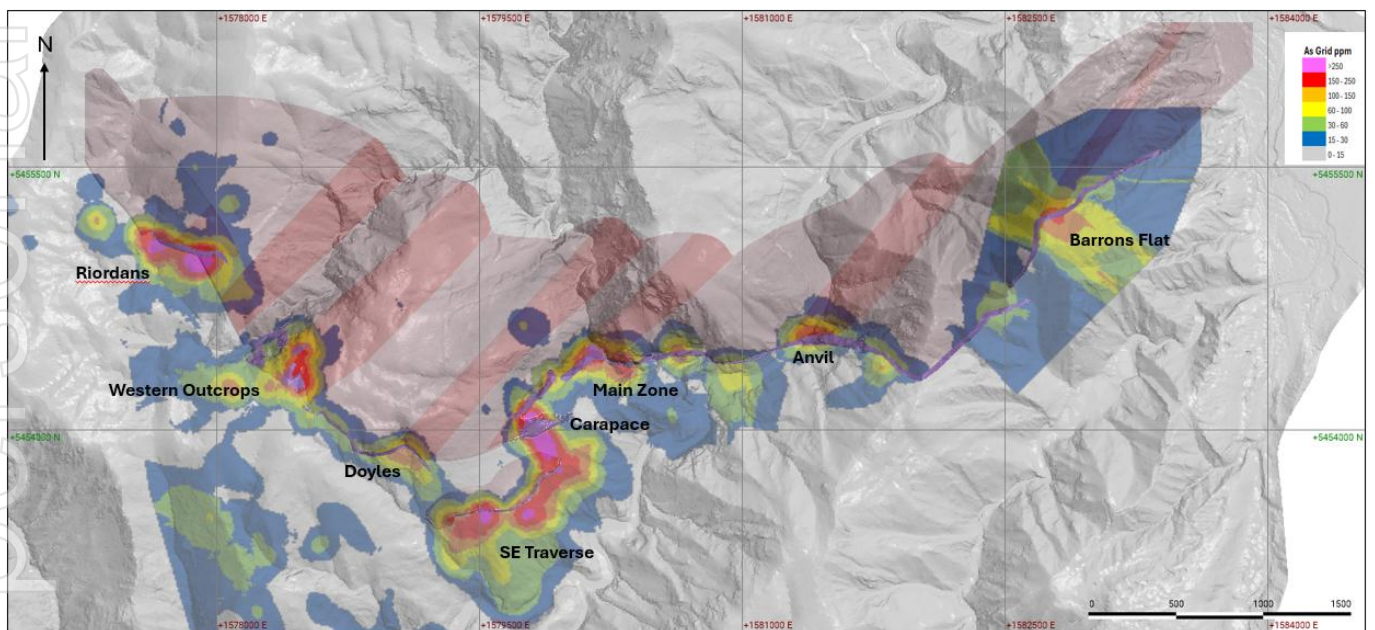 +1578000 E
+1579500 E
+1581000 E
+1582500 E
+1584000 E
N
As Grid ppm
>250
150 - 250
100 - 150
60 - 100
30 - 60
15 - 30
0 - 15
+5455500 N
+5455500 N
Barrons Flat
Riordans
Anvil
Western Outcrops
Main Zone
Carapace
+5454000 N
+5454000 N
Doyles
SE Traverse
0 500 1000 1500
+1578000 E
+1579500 E
+1581000 E
+1582500 E
+1584000 E